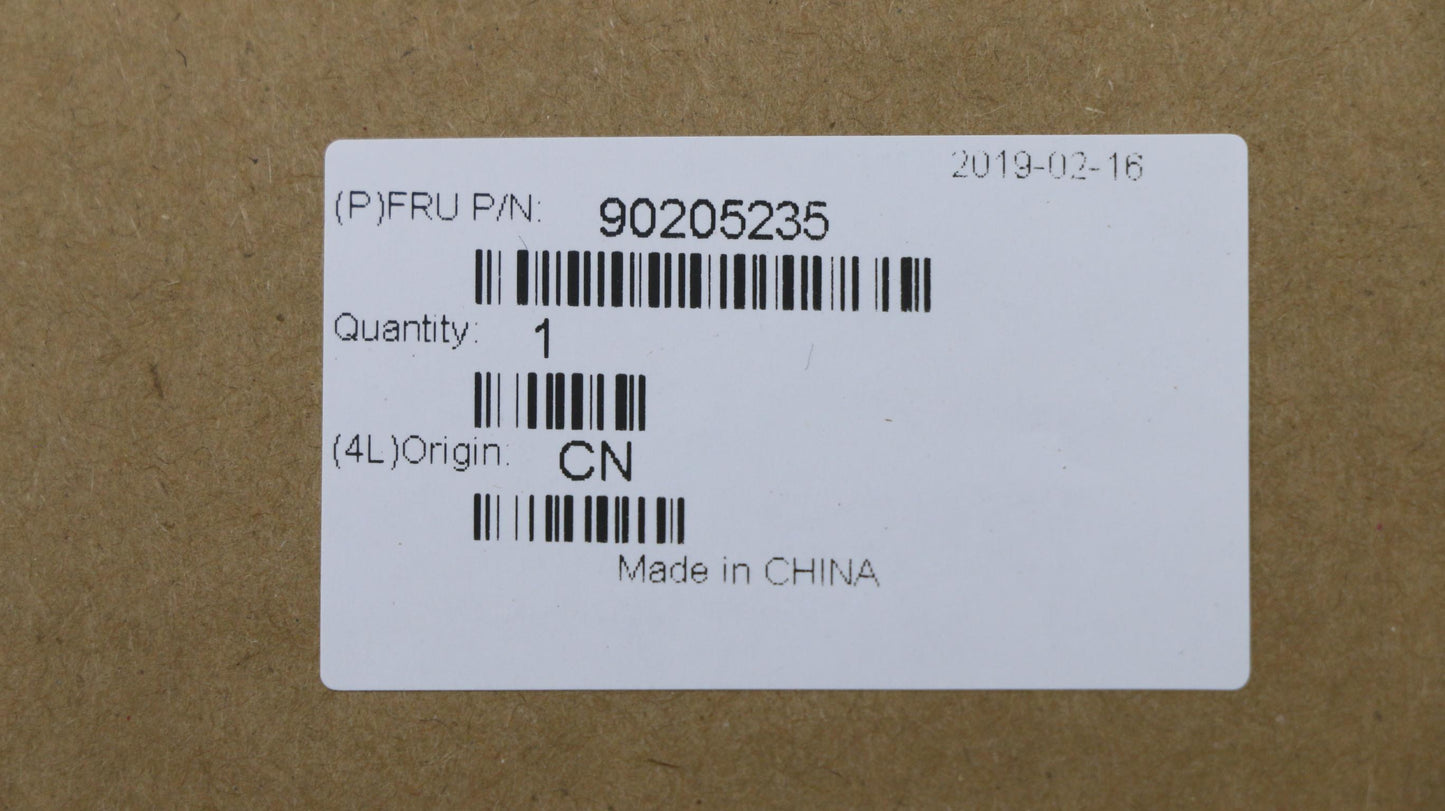 2019-02-16
(P)FRU P/N: 90205235
Quantity: 1
(4L)Origin: CN
Made in CHINA